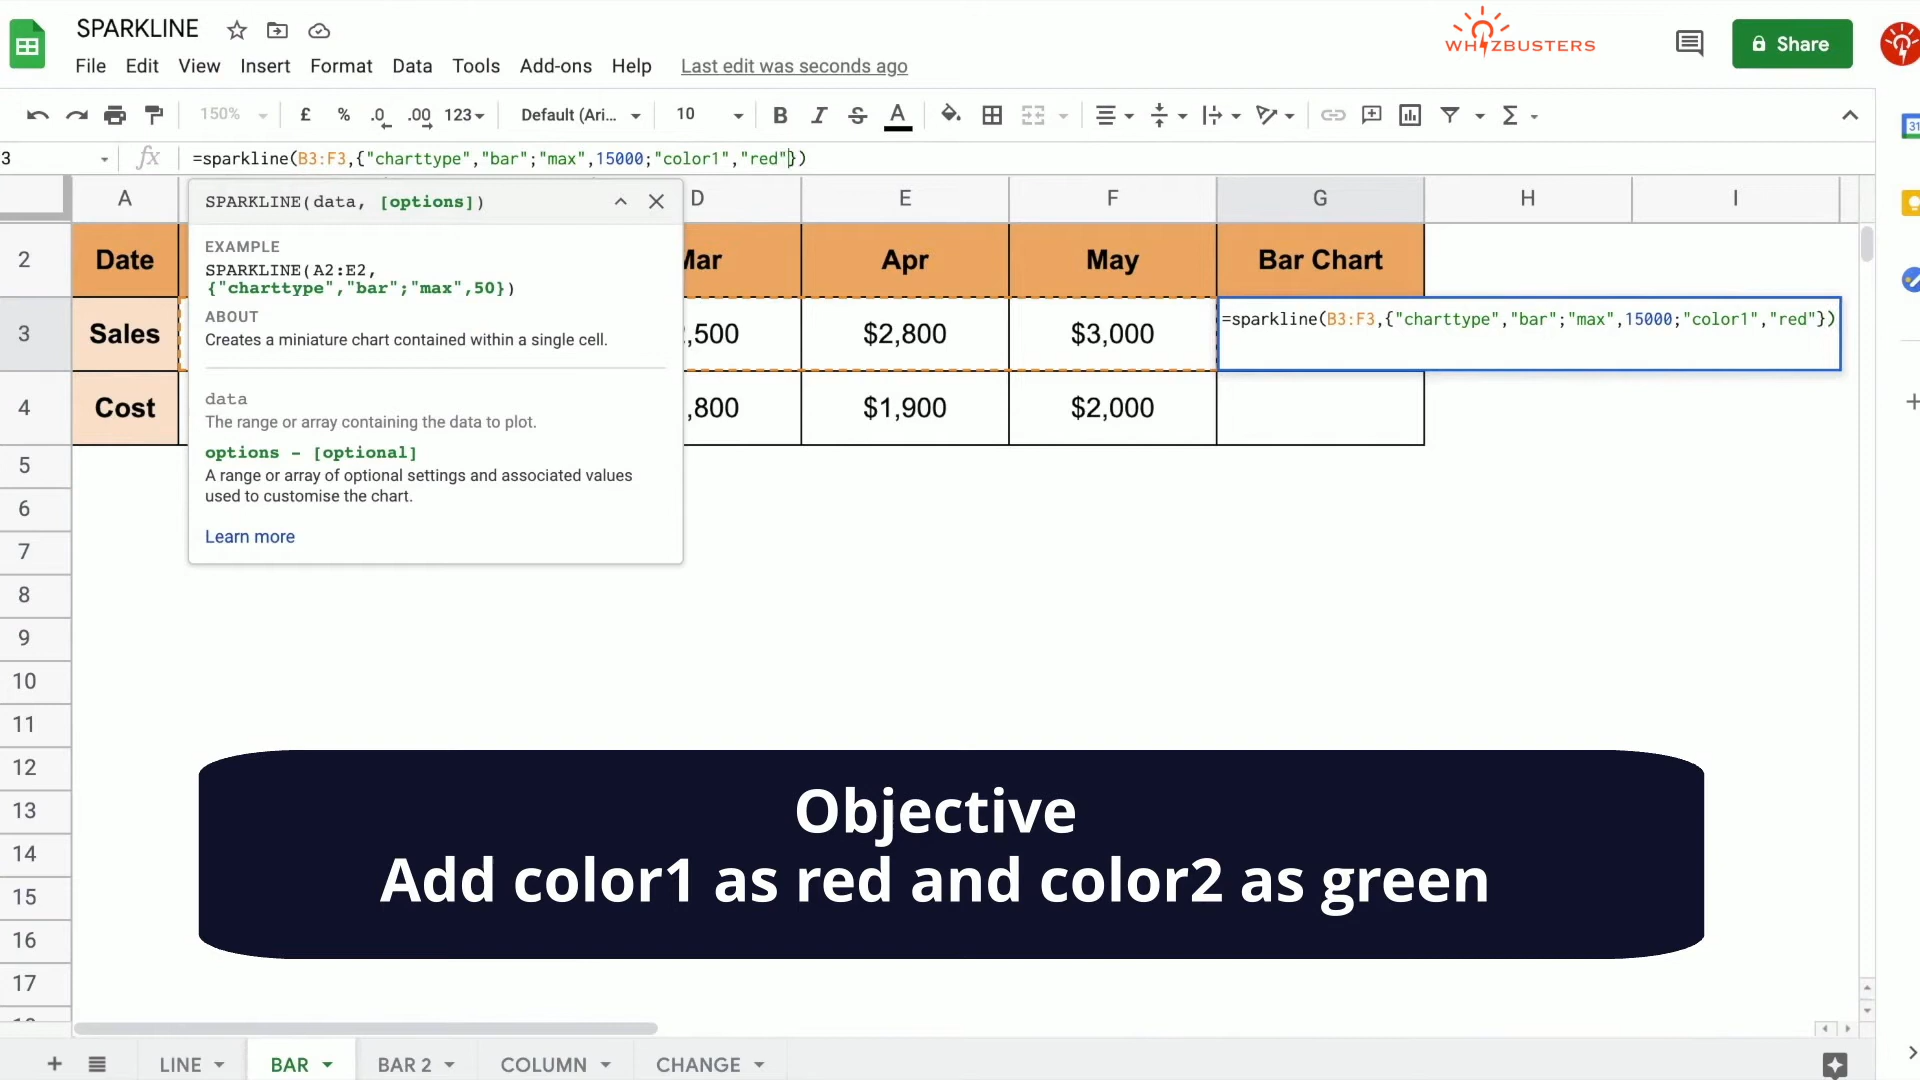 SPARKLINE
WHIZBUSTERS
Share
File Edit View Insert Format Data Tools Add-ons Help Last edit was seconds ago
150% £ % .0 .00 123 Default (Ari... 10 B I S A Σ
31
3 fx =sparkline(B3:F3,{"charttype","bar";"max",15000;"color1","red"})
A D E F G H I
SPARKLINE(data, [options])
EXAMPLE
SPARKLINE(A2:E2,
{"charttype","bar";"max",50})
ABOUT
Creates a miniature chart contained within a single cell.
data
The range or array containing the data to plot.
options - [optional]
A range or array of optional settings and associated values
used to customise the chart.
Learn more
2 Date Mar Apr May Bar Chart
3 Sales ,500 $2,800 $3,000 =sparkline(B3:F3,{"charttype","bar";"max",15000;"color1","red"})
4 Cost ,800 $1,900 $2,000
5
6
7
8
9
10
11
12
13
14
15
16
17
Objective
Add color1 as red and color2 as green
LINE BAR BAR 2 COLUMN CHANGE